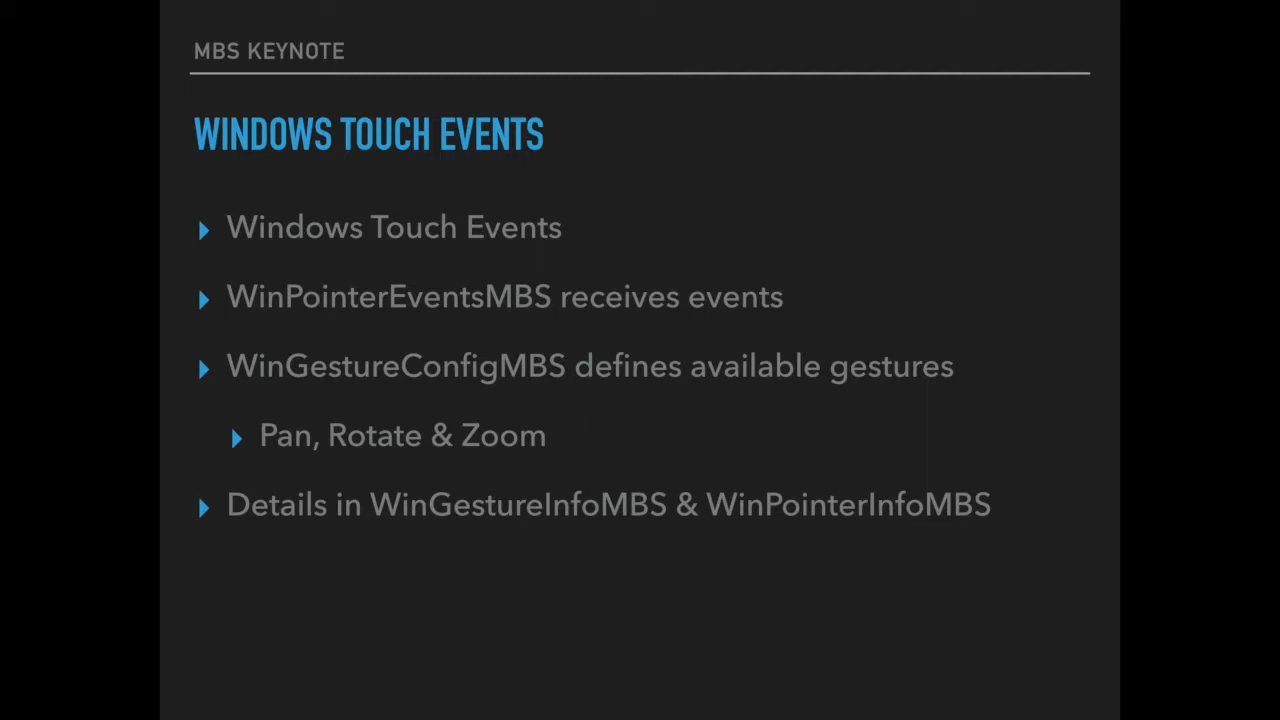 MBS KEYNOTE
WINDOWS TOUCH EVENTS
Windows Touch Events
WinPointerEventsMBS receives events
WinGestureConfigMBS defines available gestures
Pan, Rotate & Zoom
Details in WinGestureInfoMBS & WinPointerInfoMBS